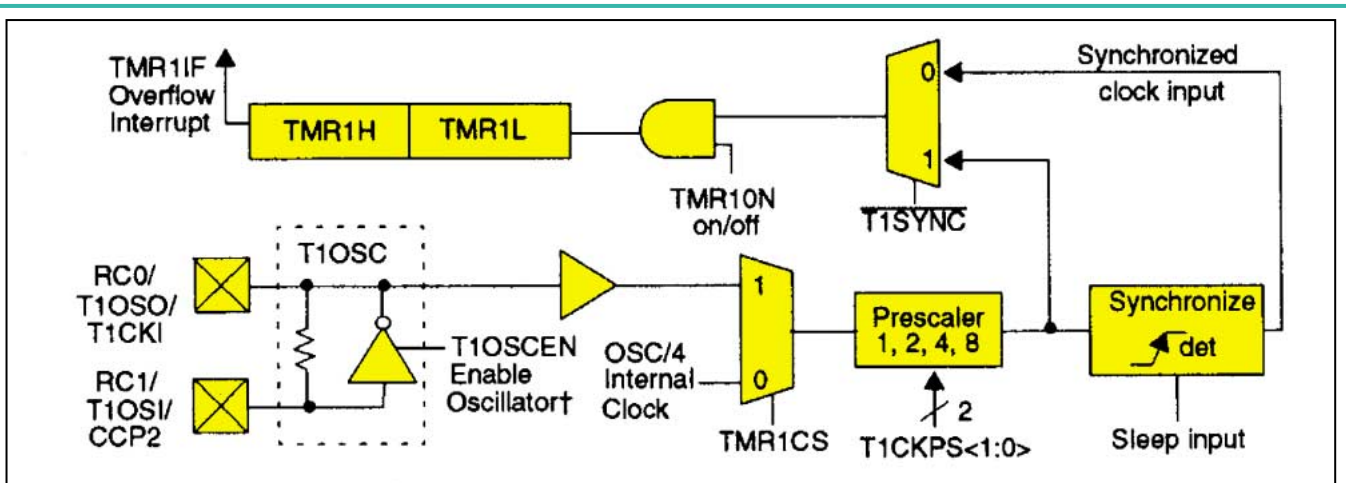 TMR1IF
Overflow
Interrupt
TMR1H
TMR1L
TMR10N
on/off
0
1
T1SYNC
Synchronized
clock input
RC0/
T1OSO/
T1CKI
RC1/
T1OSI/
CCP2
T1OSC
T1OSCEN
Enable
Oscillator†
OSC/4
Internal
Clock
1
0
TMR1CS
Prescaler
1, 2, 4, 8
2
T1CKPS<1:0>
Synchronize
det
Sleep input